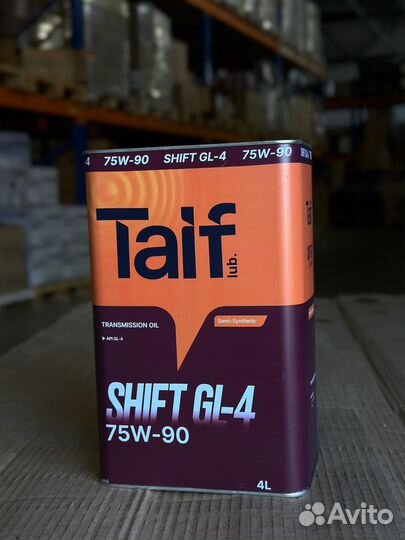 -4 75W-90 SHIFT GL-4 75W-90
Taif
lub.
TRANSMISSION OIL
Semi-Synthetic
▶ API GL-4
SHIFT GL-4
75W-90
4L
Avito